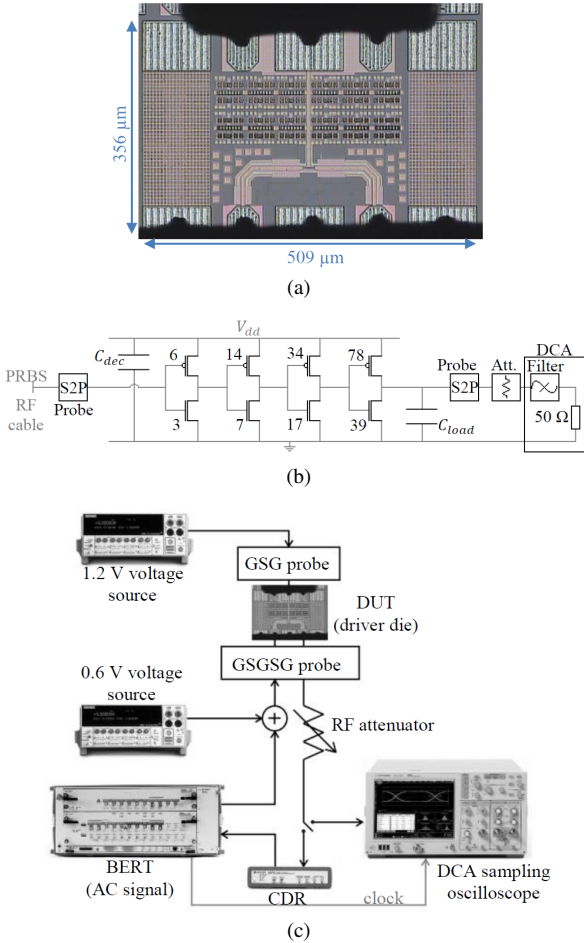 356 μm
509 μm
(a)
V_dd
C_dec
6
14
34
78
Probe
Att.
DCA
Filter
PRBS
S2P
S2P
RF
cable
Probe
3
7
17
39
C_load
50 Ω
(b)
1.2 V voltage
source
GSG probe
DUT
(driver die)
GSGSG probe
0.6 V voltage
source
+
RF attenuator
BERT
(AC signal)
CDR
clock
DCA sampling
oscilloscope
(c)